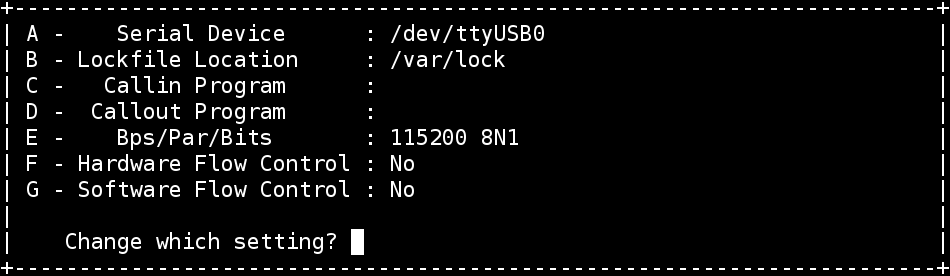 +-----------------------------------------------------------------------+
| A -    Serial Device      : /dev/ttyUSB0                              |
| B - Lockfile Location     : /var/lock                                 |
| C -   Callin Program      :                                           |
| D -  Callout Program      :                                           |
| E -    Bps/Par/Bits       : 115200 8N1                                |
| F - Hardware Flow Control : No                                        |
| G - Software Flow Control : No                                        |
|                                                                       |
|    Change which setting?                                              |
+-----------------------------------------------------------------------+